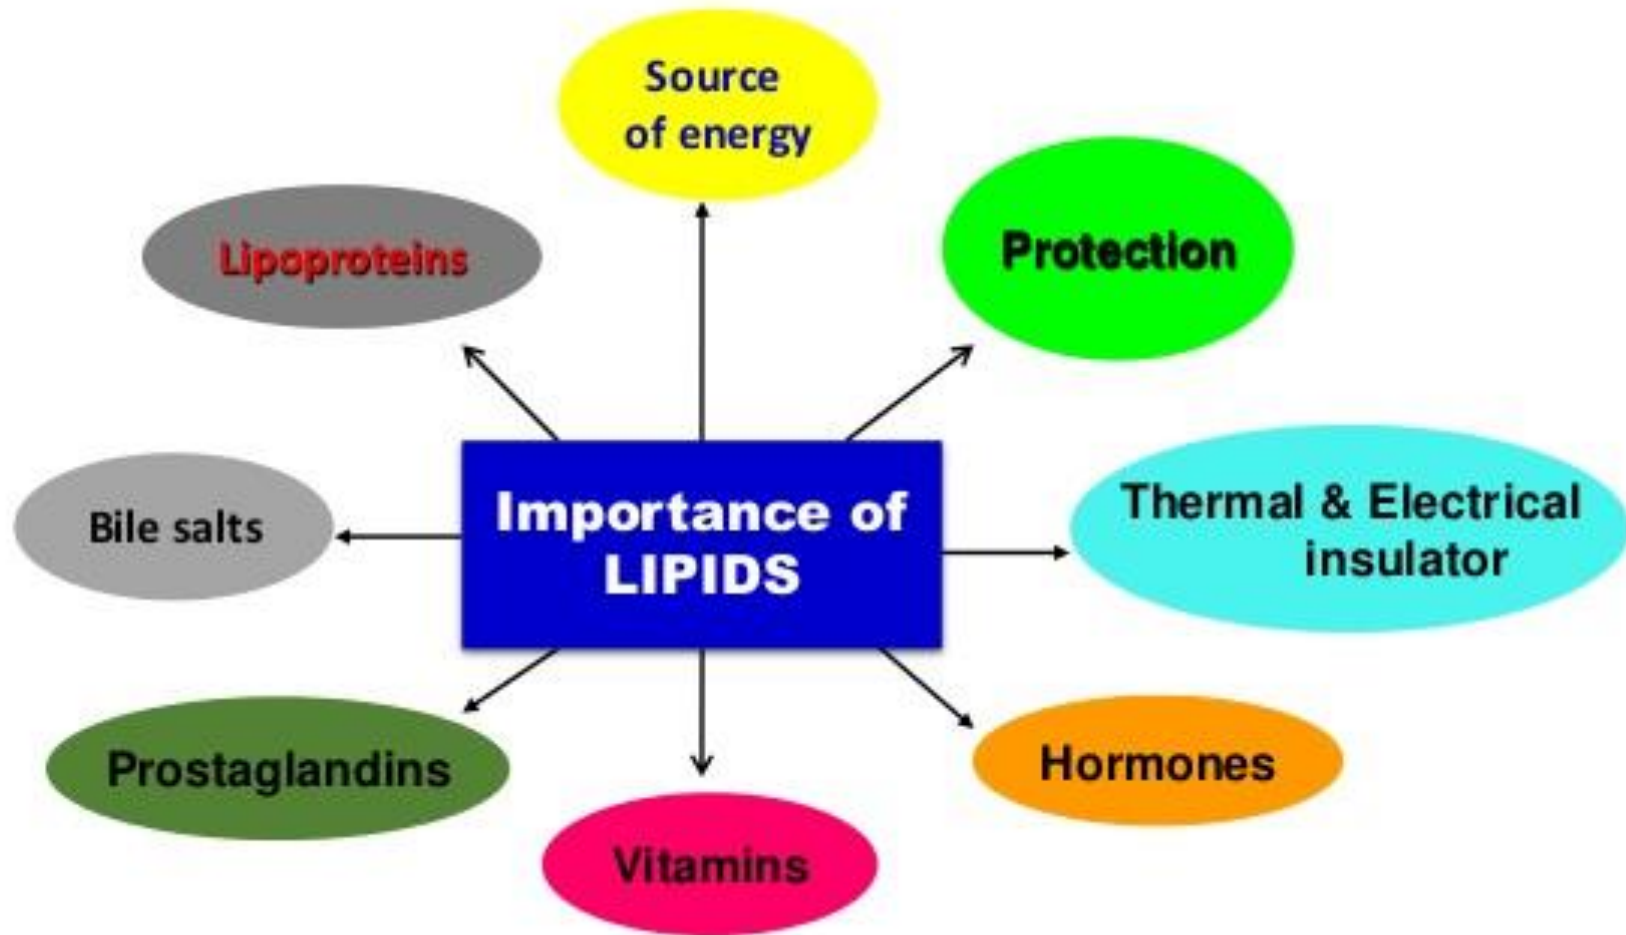 Source
of energy
Lipoproteins
Protection
Importance of
LIPIDS
Thermal & Electrical
insulator
Bile salts
Prostaglandins
Hormones
Vitamins